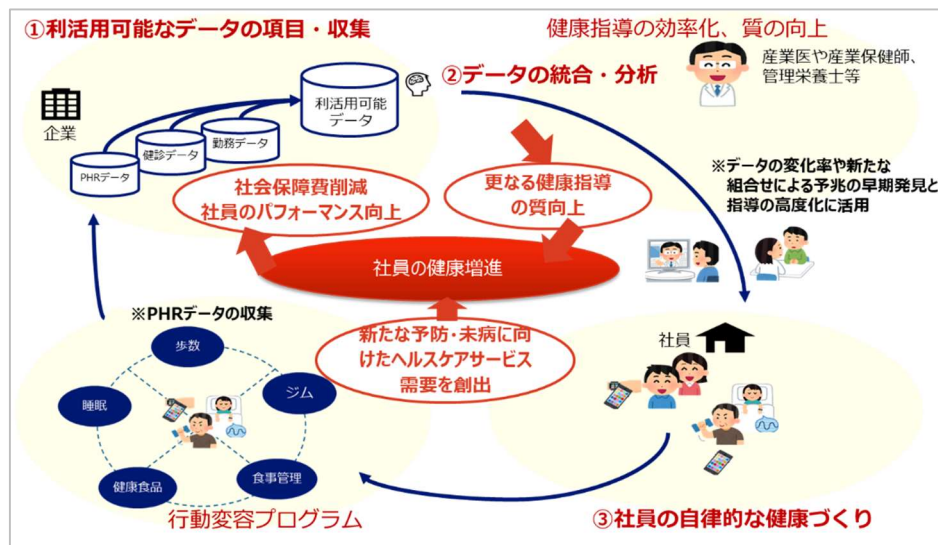 ①利活用可能なデータの項目・収集
健康指導の効率化、質の向上
産業医や産業保健師、
管理栄養士等
②データの統合・分析
企業
利活用可能
データ
勤務データ
健診データ
PHRデータ
社会保障費削減
社員のパフォーマンス向上
更なる健康指導
の質向上
※データの変化率や新たな
組合せによる予兆の早期発見と
指導の高度化に活用
社員の健康増進
※PHRデータの収集
新たな予防・未病に向
けたヘルスケアサービス
需要を創出
社員
歩数
ジム
睡眠
食事管理
健康食品
行動変容プログラム
③社員の自律的な健康づくり